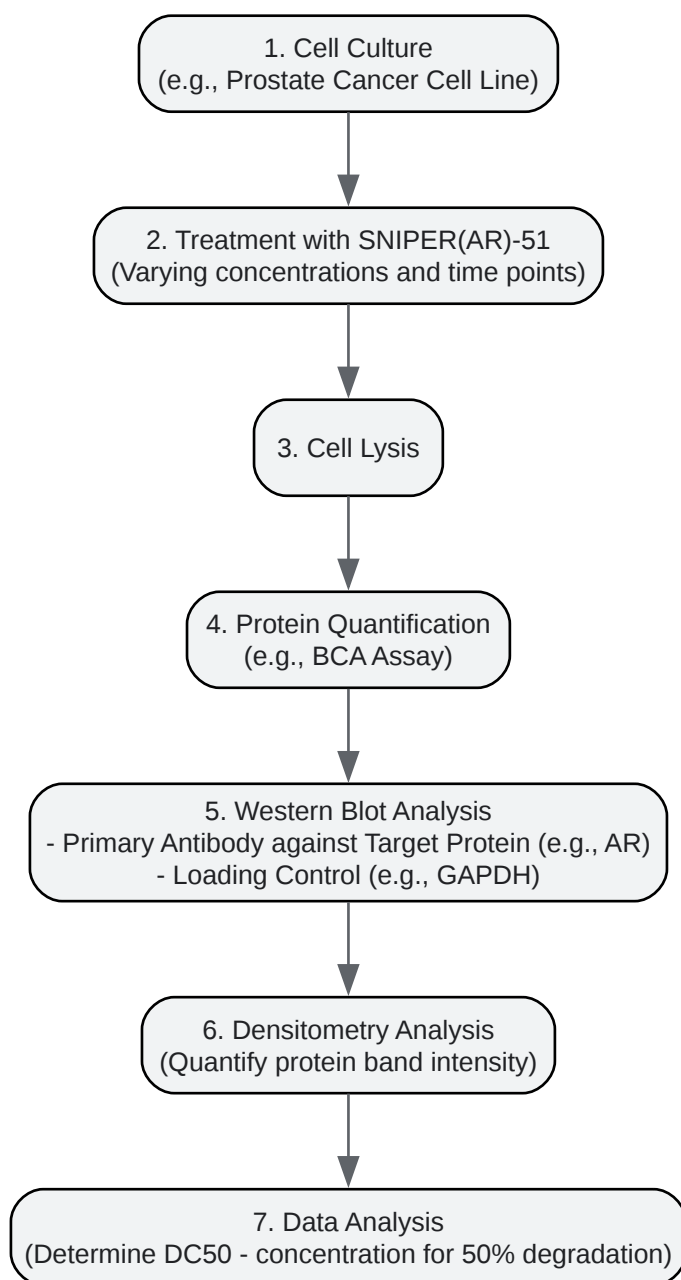 1. Cell Culture
(e.g., Prostate Cancer Cell Line)
2. Treatment with SNIPER(AR)-51
(Varying concentrations and time points)
3. Cell Lysis
4. Protein Quantification
(e.g., BCA Assay)
5. Western Blot Analysis
- Primary Antibody against Target Protein (e.g., AR)
- Loading Control (e.g., GAPDH)
6. Densitometry Analysis
(Quantify protein band intensity)
7. Data Analysis
(Determine DC50 - concentration for 50% degradation)